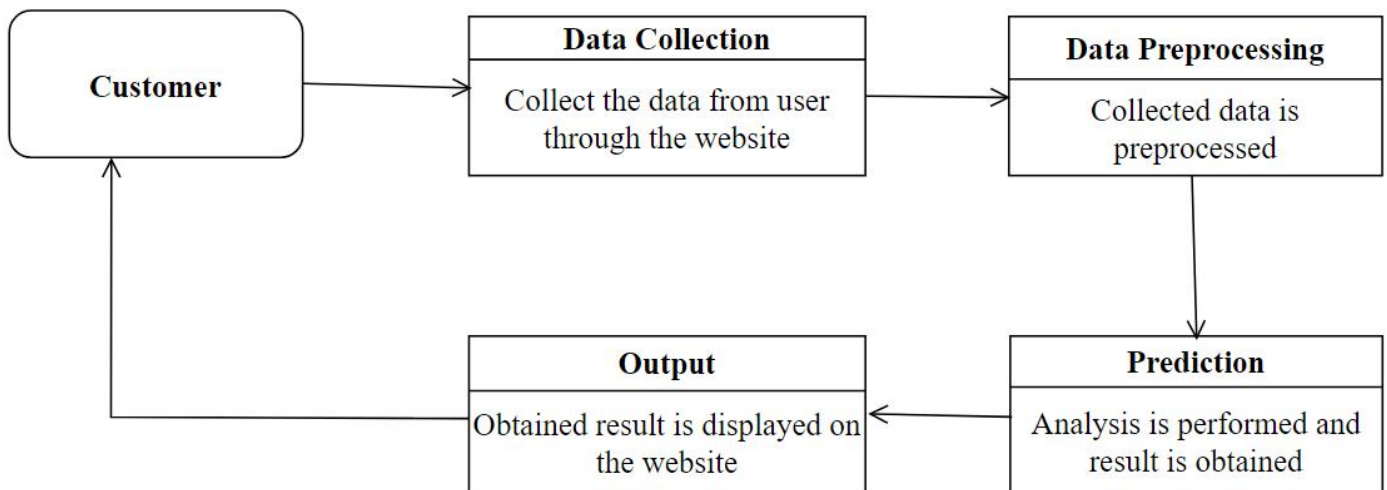 Customer
Data Collection
Collect the data from user
through the website
Data Preprocessing
Collected data is
preprocessed
Prediction
Analysis is performed and
result is obtained
Output
Obtained result is displayed on
the website